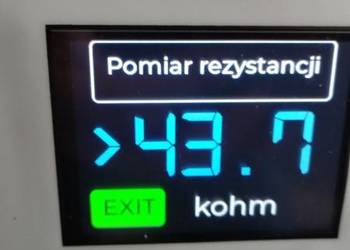 Pomiar rezystancji
>43.7
EXIT kohm